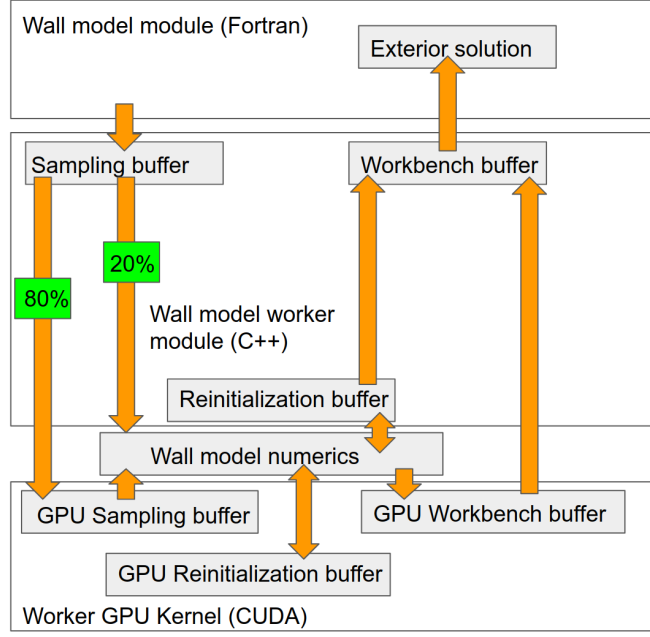 Wall model module (Fortran)
Exterior solution
Sampling buffer
Workbench buffer
20%
80%
Wall model worker
module (C++)
Reinitialization buffer
Wall model numerics
GPU Sampling buffer
GPU Workbench buffer
GPU Reinitialization buffer
Worker GPU Kernel (CUDA)